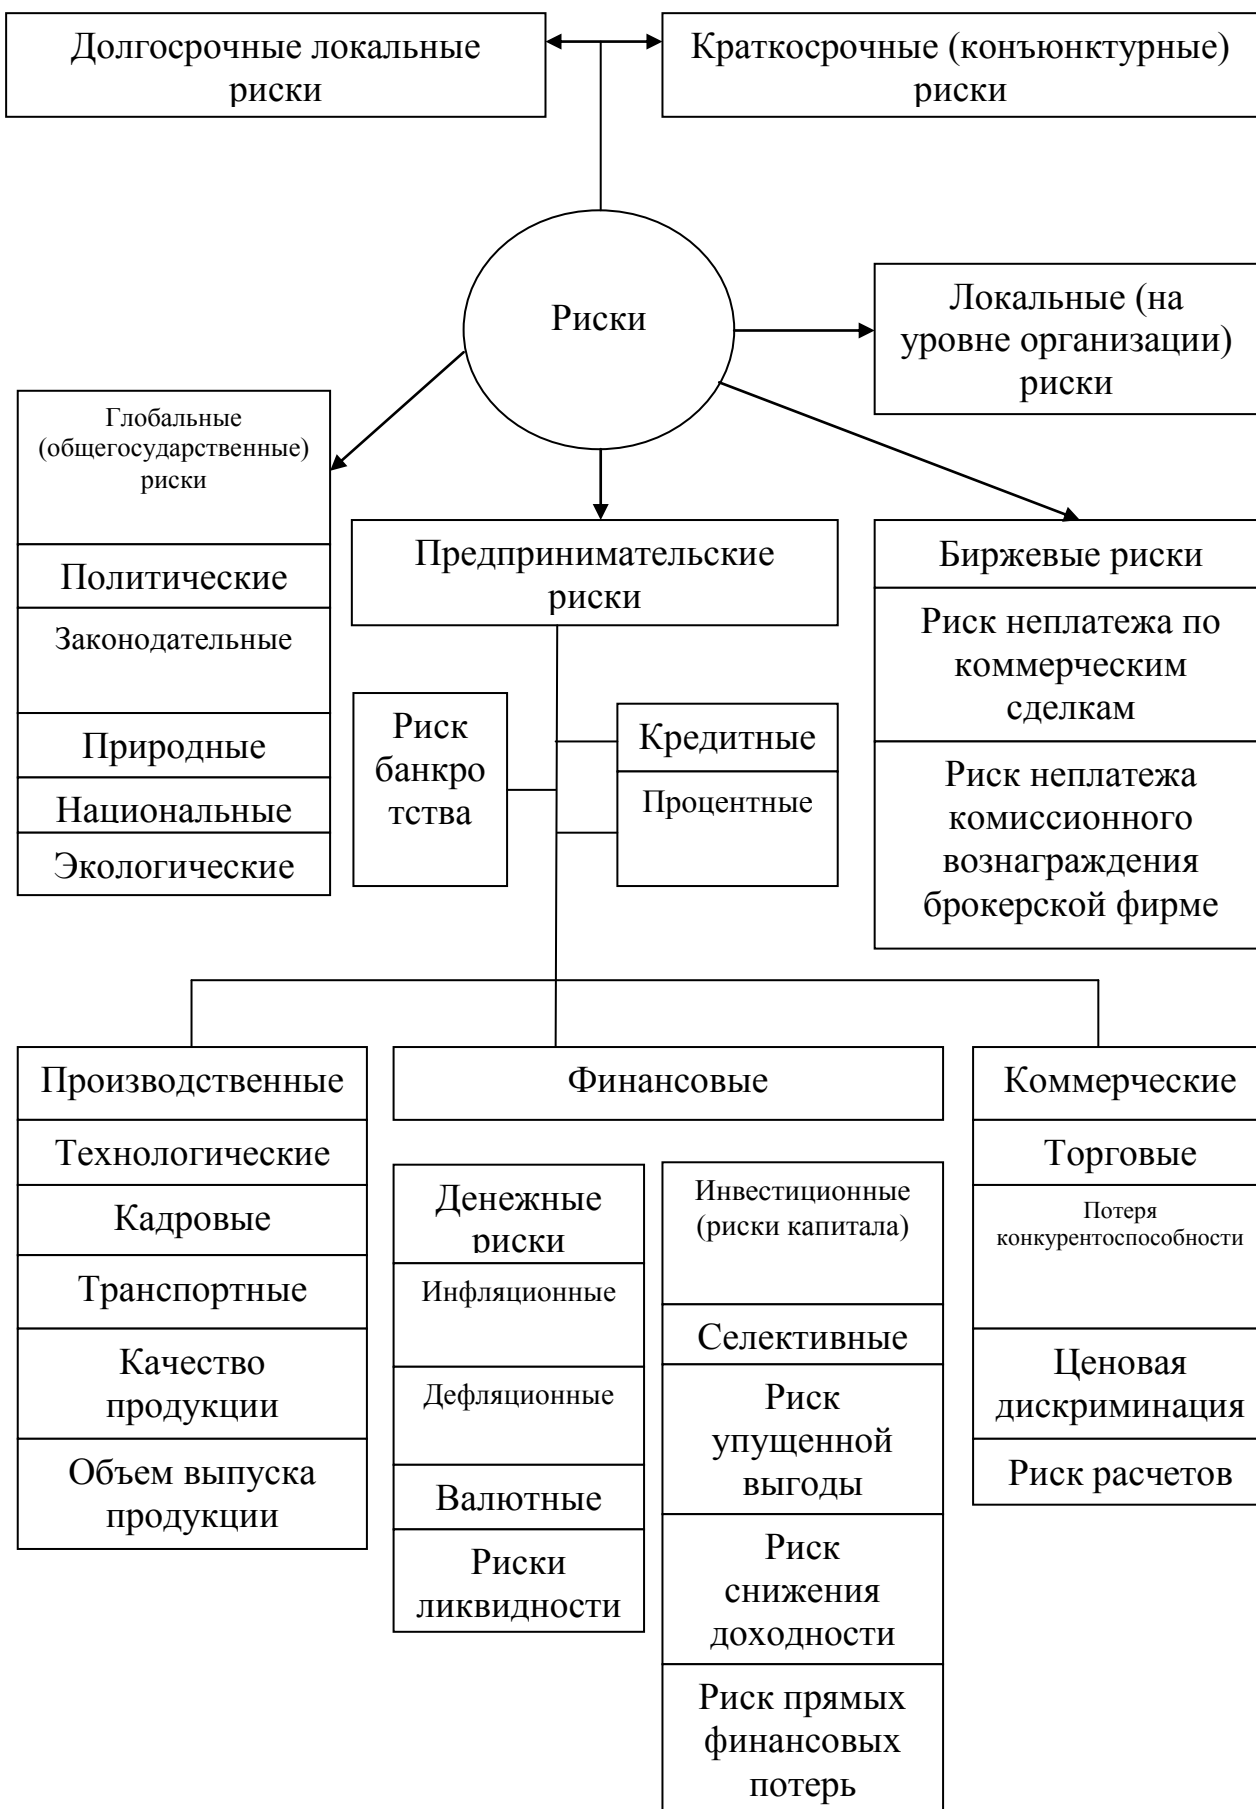 Долгосрочные локальные
риски
Краткосрочные (конъюнктурные)
риски
Риски
Локальные (на
уровне организации)
риски
Глобальные
(общегосударственные)
риски
Политические
Законодательные
Природные
Национальные
Экологические
Предпринимательские
риски
Риск
банкро
тства
Кредитные
Процентные
Биржевые риски
Риск неплатежа по
коммерческим
сделкам
Риск неплатежа
комиссионного
вознаграждения
брокерской фирме
Производственные
Технологические
Кадровые
Транспортные
Качество
продукции
Объем выпуска
продукции
Финансовые
Денежные
риски
Инфляционные
Дефляционные
Валютные
Риски
ликвидности
Инвестиционные
(риски капитала)
Селективные
Риск
упущенной
выгоды
Риск
снижения
доходности
Риск прямых
финансовых
потерь
Коммерческие
Торговые
Потеря
конкурентоспособности
Ценовая
дискриминация
Риск расчетов